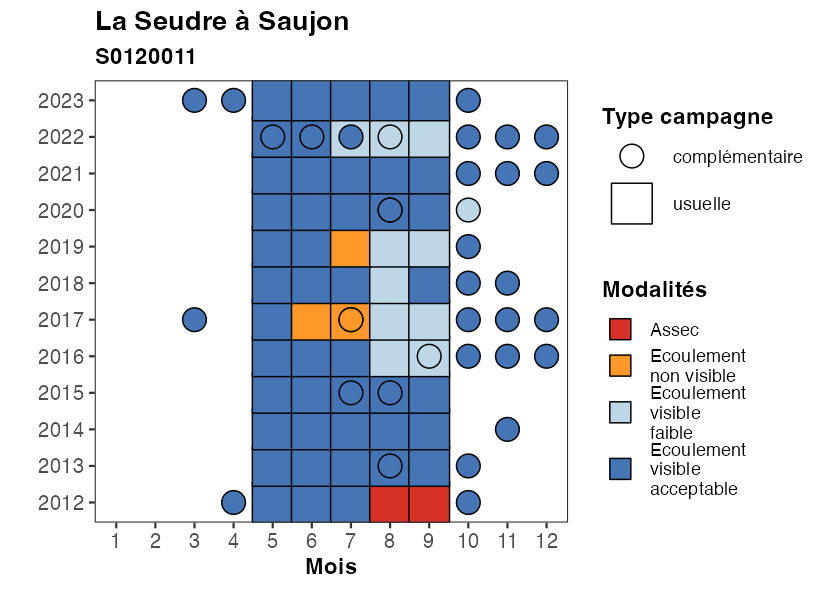 La Seudre à Saujon
S0120011
2023
2022
2021
2020
2019
2018
2017
2016
2015
2014
2013
2012
1 2 3 4 5 6 7 8 9 10 11 12
Mois
Type campagne
complémentaire
usuelle
Modalités
Assec
Ecoulement
non visible
Ecoulement
visible
faible
Ecoulement
visible
acceptable